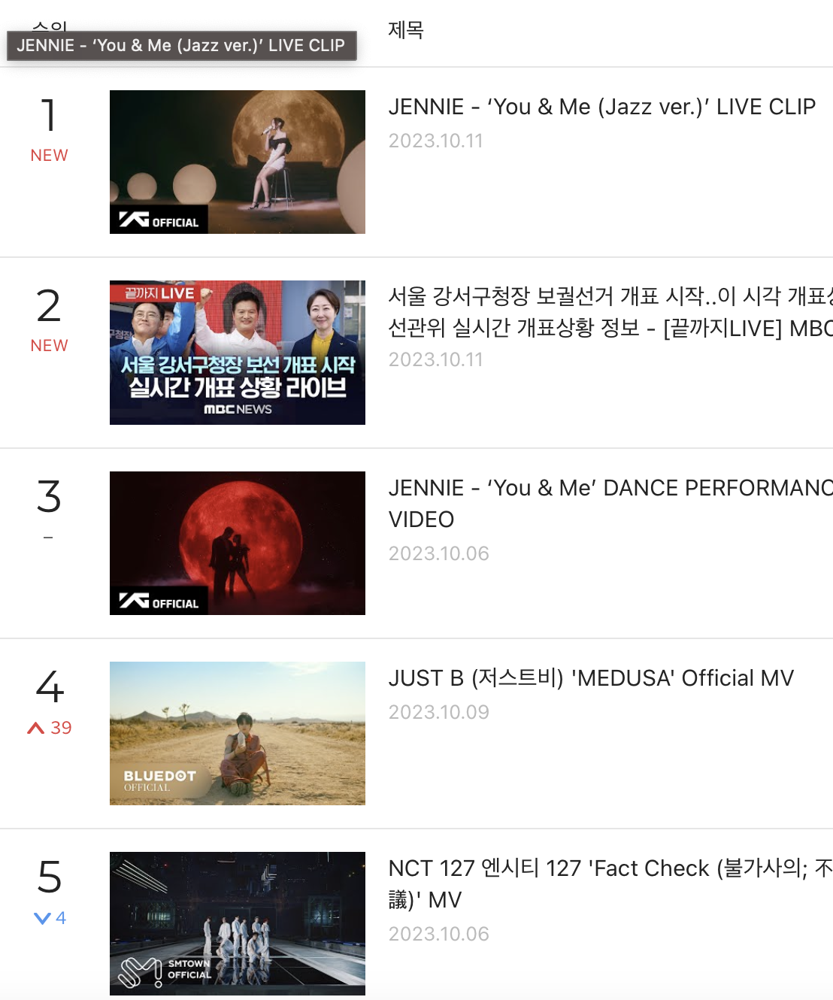 제목
JENNIE - ‘You & Me (Jazz ver.)’ LIVE CLIP
1
NEW
YG OFFICIAL
JENNIE - ‘You & Me (Jazz ver.)’ LIVE CLIP
2023.10.11
2
NEW
끝까지 LIVE
서울 강서구청장 보선 개표 시작
실시간 개표 상황 라이브
MBC NEWS
서울 강서구청장 보궐선거 개표 시작..이 시각 개표
선관위 실시간 개표상황 정보 - [끝까지LIVE] MBC
2023.10.11
3
–
YG OFFICIAL
JENNIE - ‘You & Me’ DANCE PERFORMANC
VIDEO
2023.10.06
4
39
BLUEDOT
OFFICIAL
JUST B (저스트비) 'MEDUSA' Official MV
2023.10.09
5
4
SMTOWN
OFFICIAL
NCT 127 엔시티 127 'Fact Check (불가사의; 不
議)' MV
2023.10.06